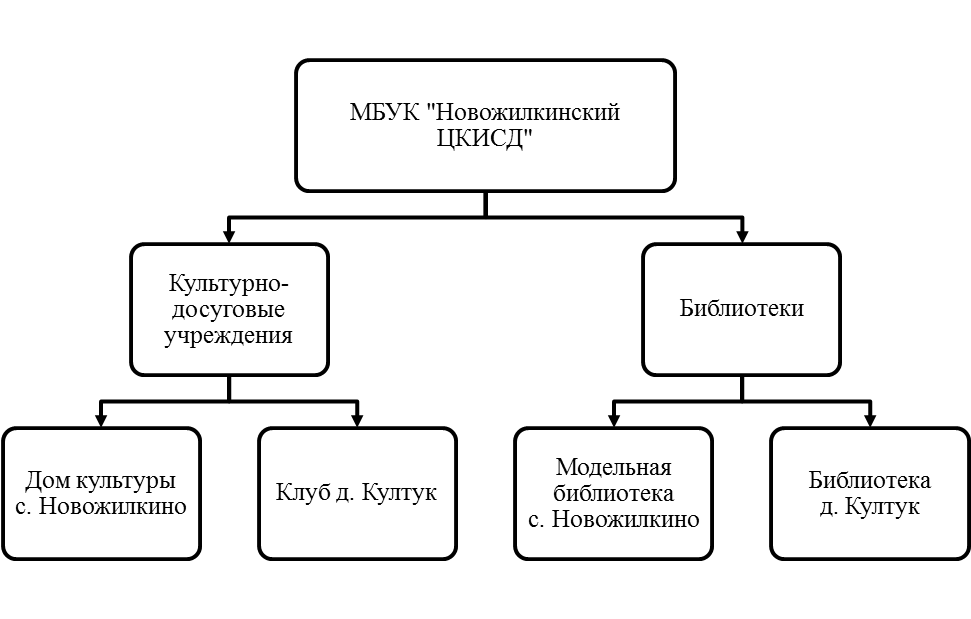 МБУК "Новожилкинский
ЦКИСД"
Культурно-
досуговые
учреждения
Библиотеки
Дом культуры
с. Новожилкино
Клуб д. Култук
Модельная
библиотека
с. Новожилкино
Библиотека
д. Култук